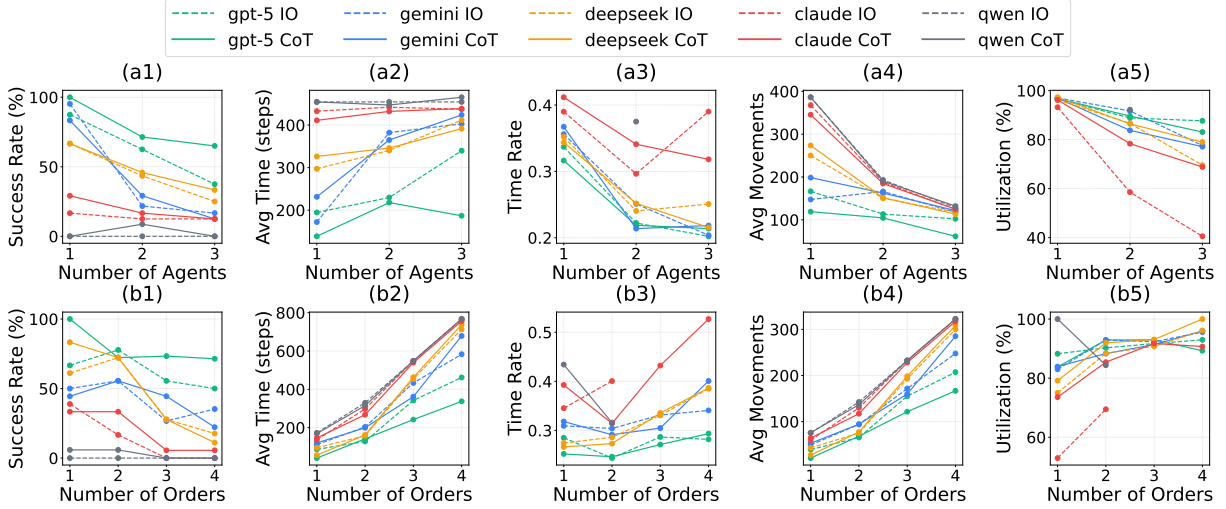 gpt-5 IO gemini IO deepseek IO claude IO qwen IO
gpt-5 CoT gemini CoT deepseek CoT claude CoT qwen CoT
(a1) (a2) (a3) (a4) (a5)
Success Rate (%)
100
50
0
1 2 3
Number of Agents
Avg Time (steps)
400
300
200
1 2 3
Number of Agents
Time Rate
0.4
0.3
0.2
1 2 3
Number of Agents
Avg Movements
400
300
200
100
1 2 3
Number of Agents
Utilization (%)
100
80
60
40
1 2 3
Number of Agents
(b1) (b2) (b3) (b4) (b5)
Success Rate (%)
100
50
0
1 2 3 4
Number of Orders
Avg Time (steps)
800
600
400
200
1 2 3 4
Number of Orders
Time Rate
0.5
0.4
0.3
1 2 3 4
Number of Orders
Avg Movements
300
200
100
1 2 3 4
Number of Orders
Utilization (%)
100
80
60
1 2 3 4
Number of Orders